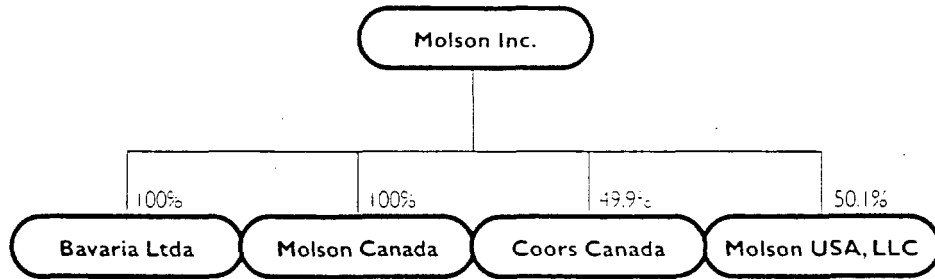 Molson Inc.
100% 100% 49.9% 50.1%
Bavaria Ltda Molson Canada Coors Canada Molson USA, LLC